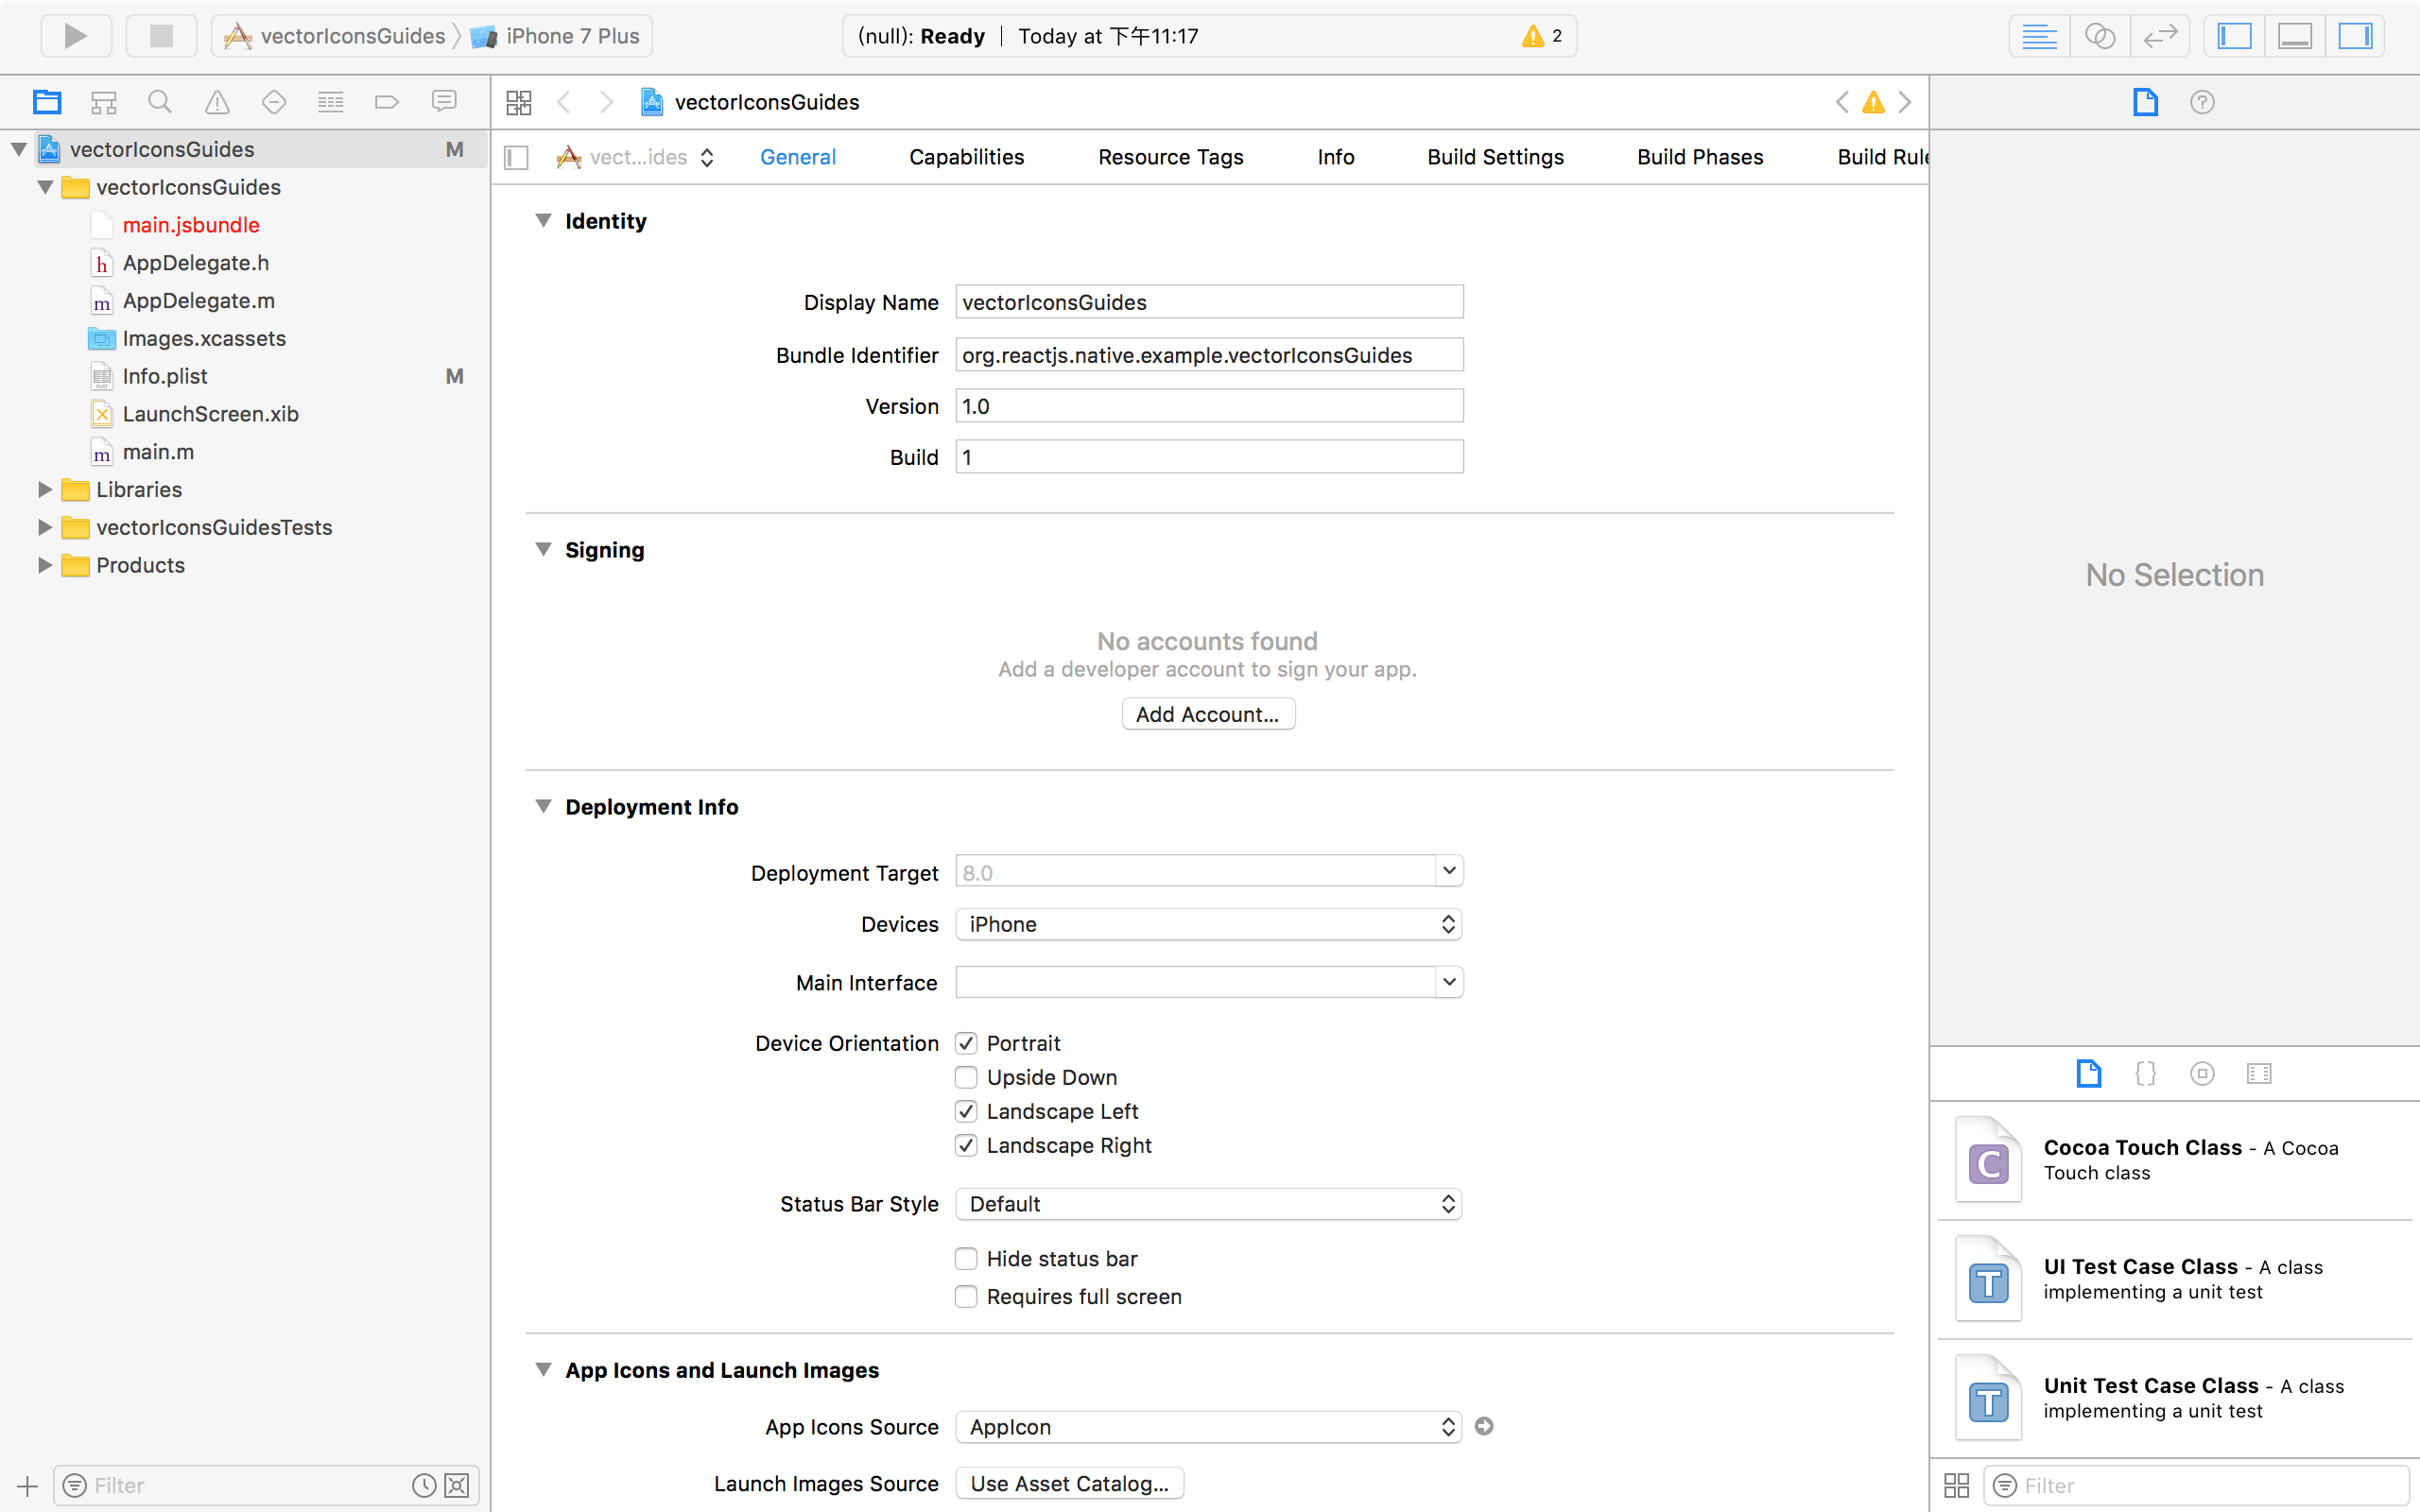 vectorIconsGuides iPhone 7 Plus
(null): Ready | Today at 下午11:17
2
vectorIconsGuides
vectorIconsGuides M
vectorIconsGuides
main.jsbundle
AppDelegate.h
AppDelegate.m
Images.xcassets
Info.plist M
LaunchScreen.xib
main.m
Libraries
vectorIconsGuidesTests
Products
Filter
vect...ides General Capabilities Resource Tags Info Build Settings Build Phases Build Rule
Identity
Display Name vectorIconsGuides
Bundle Identifier org.reactjs.native.example.vectorIconsGuides
Version 1.0
Build 1
Signing
No accounts found
Add a developer account to sign your app.
Add Account...
Deployment Info
Deployment Target 8.0
Devices iPhone
Main Interface
Device Orientation Portrait
Upside Down
Landscape Left
Landscape Right
Status Bar Style Default
Hide status bar
Requires full screen
App Icons and Launch Images
App Icons Source AppIcon
Launch Images Source Use Asset Catalog...
No Selection
Cocoa Touch Class - A Cocoa
Touch class
UI Test Case Class - A class
implementing a unit test
Unit Test Case Class - A class
implementing a unit test
Filter